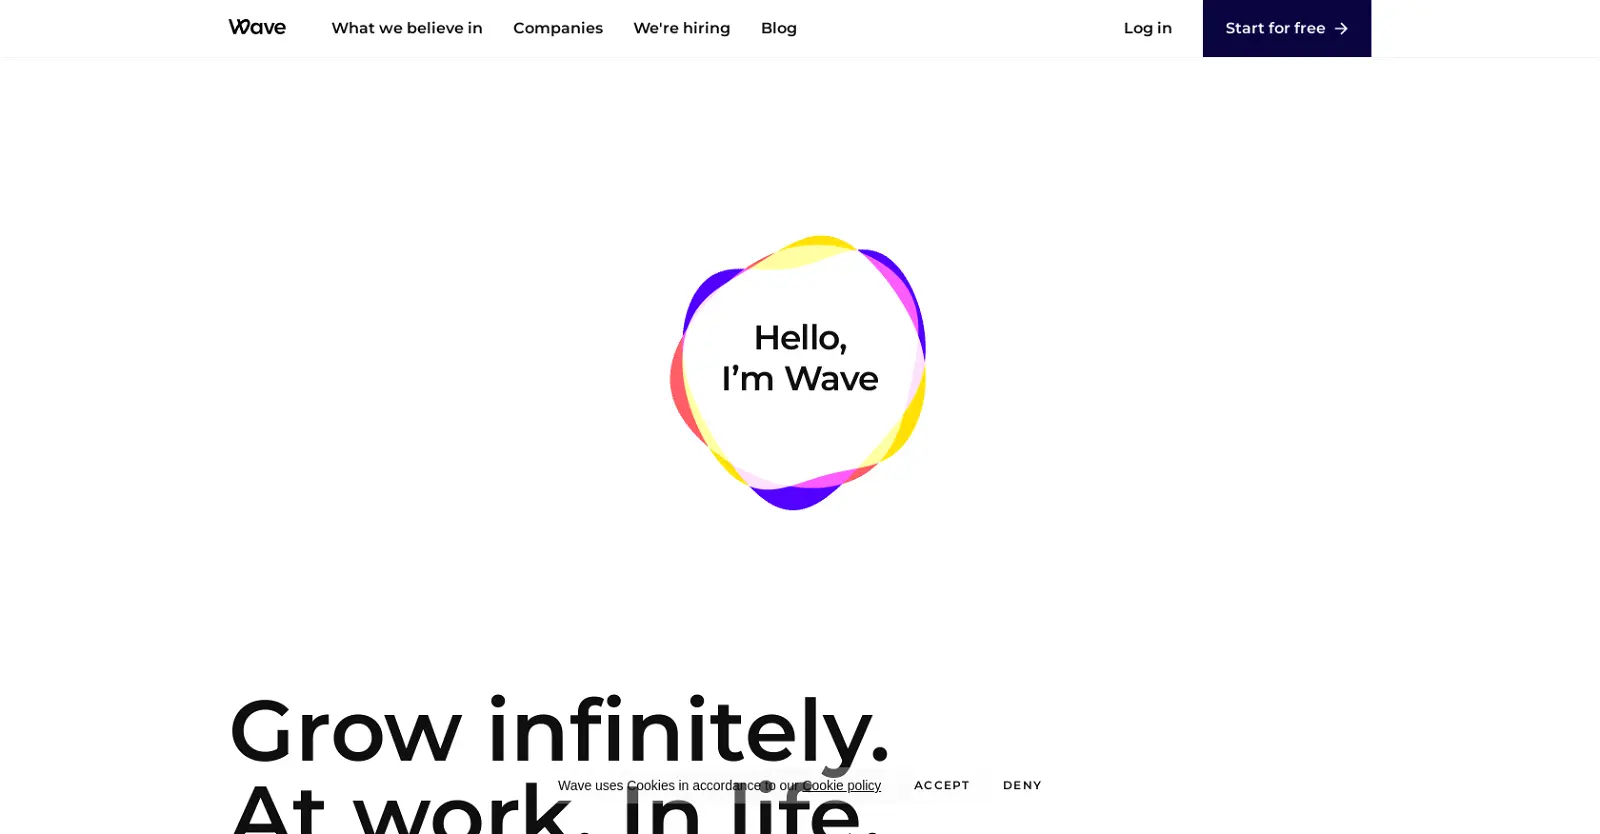 Wave What we believe in Companies We're hiring Blog Log in Start for free →
Hello,
I’m Wave
Grow infinitely.
At work. In life.
Wave uses Cookies in accordance to our Cookie policy ACCEPT DENY